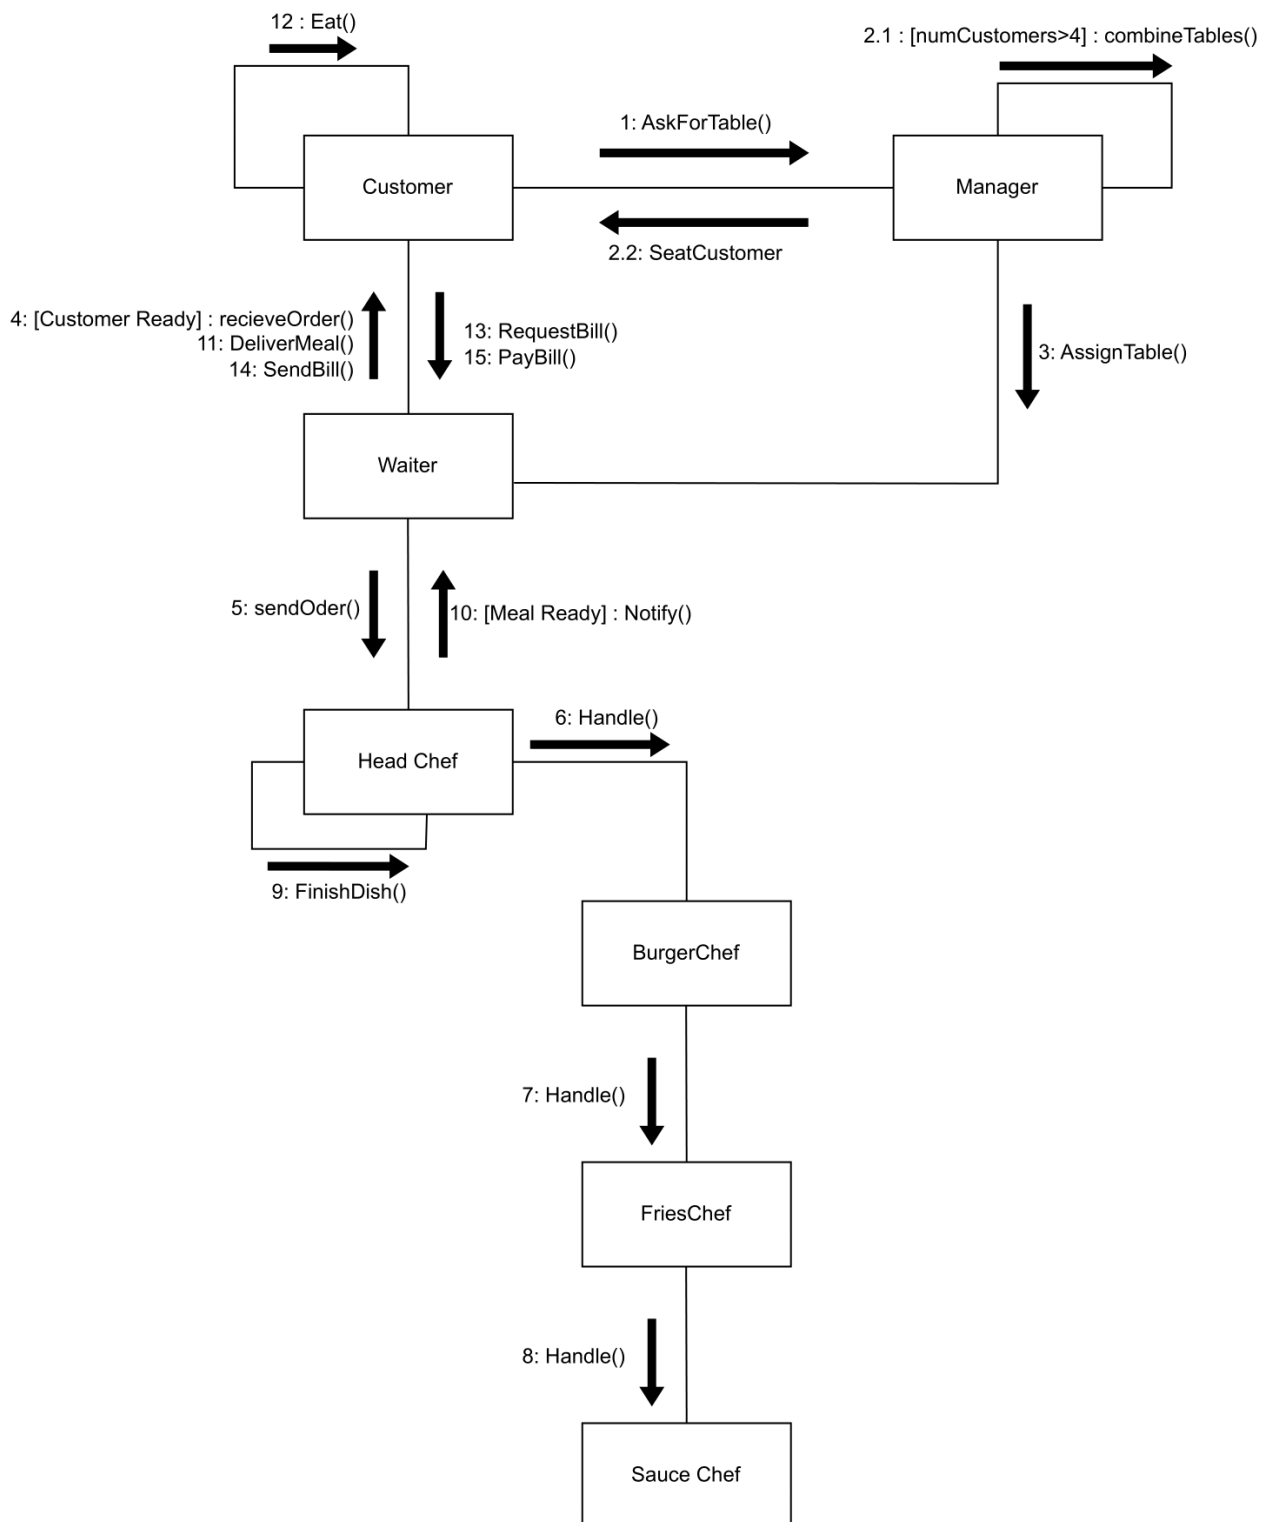 12 : Eat()
2.1 : [numCustomers>4] : combineTables()
1: AskForTable()
Customer
Manager
2.2: SeatCustomer
4: [Customer Ready] : recieveOrder()
11: DeliverMeal()
14: SendBill()
13: RequestBill()
15: PayBill()
3: AssignTable()
Waiter
5: sendOder()
10: [Meal Ready] : Notify()
6: Handle()
Head Chef
9: FinishDish()
BurgerChef
7: Handle()
FriesChef
8: Handle()
Sauce Chef